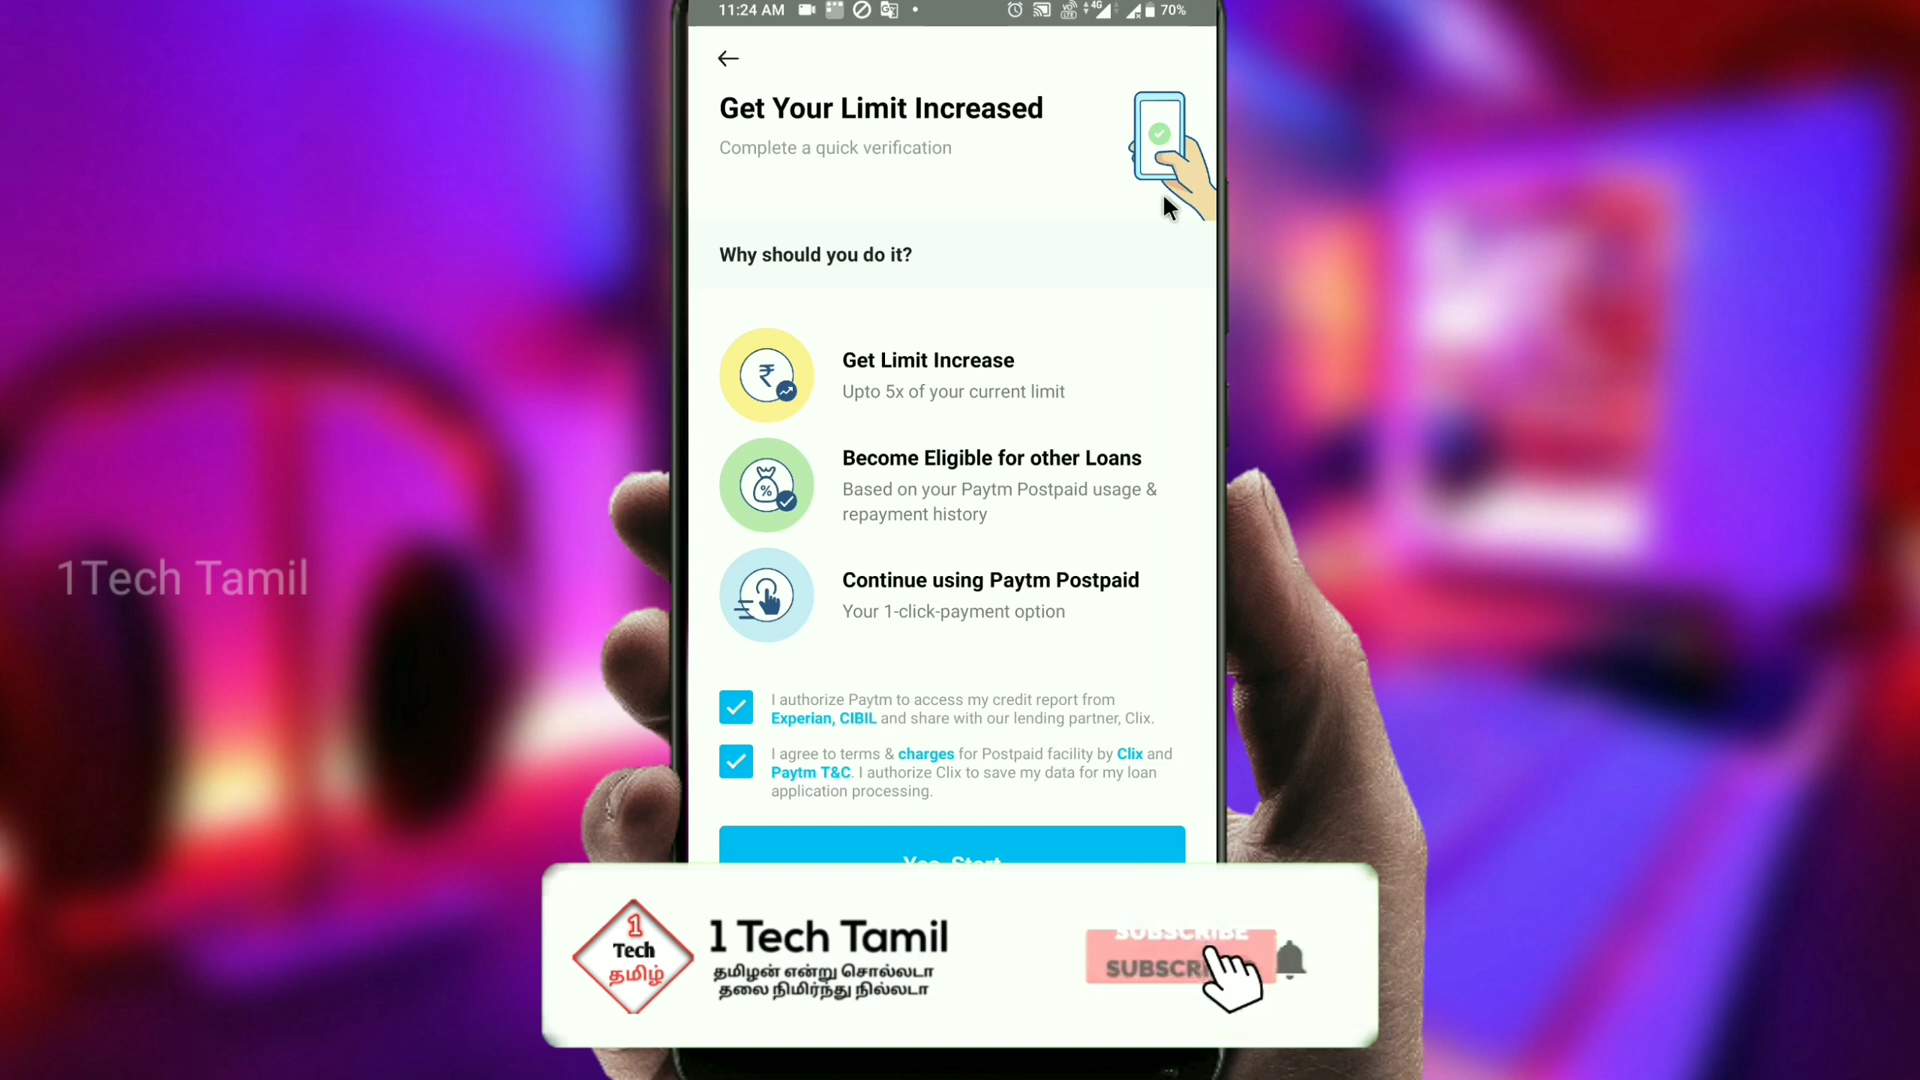 11:24 AM
4G
70%
Get Your Limit Increased
Complete a quick verification
Why should you do it?
Get Limit Increase
Upto 5x of your current limit
Become Eligible for other Loans
Based on your Paytm Postpaid usage &
repayment history
Continue using Paytm Postpaid
Your 1-click-payment option
1Tech Tamil
I authorize Paytm to access my credit report from
Experian, CIBIL and share with our lending partner, Clix.
I agree to terms & charges for Postpaid facility by Clix and
Paytm T&C. I authorize Clix to save my data for my loan
application processing.
Yes, Start
1
Tech
தமிழ்
1 Tech Tamil
தமிழன் என்று சொல்லடா
தலை நிமிர்ந்து நில்லடா
SUBSCRIBE